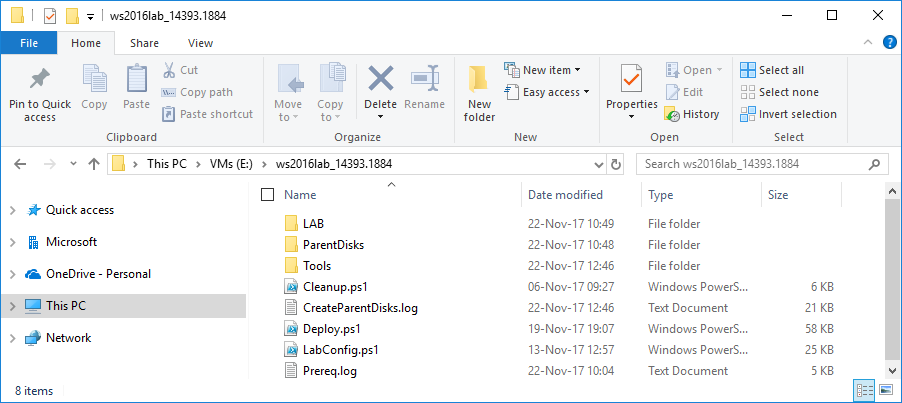 ws2016lab_14393.1884
File Home Share View
Pin to Quick access
Copy
Paste
Cut
Copy path
Paste shortcut
Clipboard
Move to
Copy to
Delete
Rename
Organize
New folder
New item
Easy access
New
Properties
Open
Edit
History
Open
Select all
Select none
Invert selection
Select
This PC VMs (E:) ws2016lab_14393.1884
Search ws2016lab_14393.1884
Quick access
Microsoft
OneDrive - Personal
This PC
Network
Name Date modified Type Size
LAB 22-Nov-17 10:49 File folder
ParentDisks 22-Nov-17 10:48 File folder
Tools 22-Nov-17 12:46 File folder
Cleanup.ps1 06-Nov-17 09:27 Windows PowerS... 6 KB
CreateParentDisks.log 22-Nov-17 12:46 Text Document 21 KB
Deploy.ps1 19-Nov-17 19:07 Windows PowerS... 58 KB
LabConfig.ps1 13-Nov-17 12:57 Windows PowerS... 25 KB
Prereq.log 22-Nov-17 10:04 Text Document 5 KB
8 items